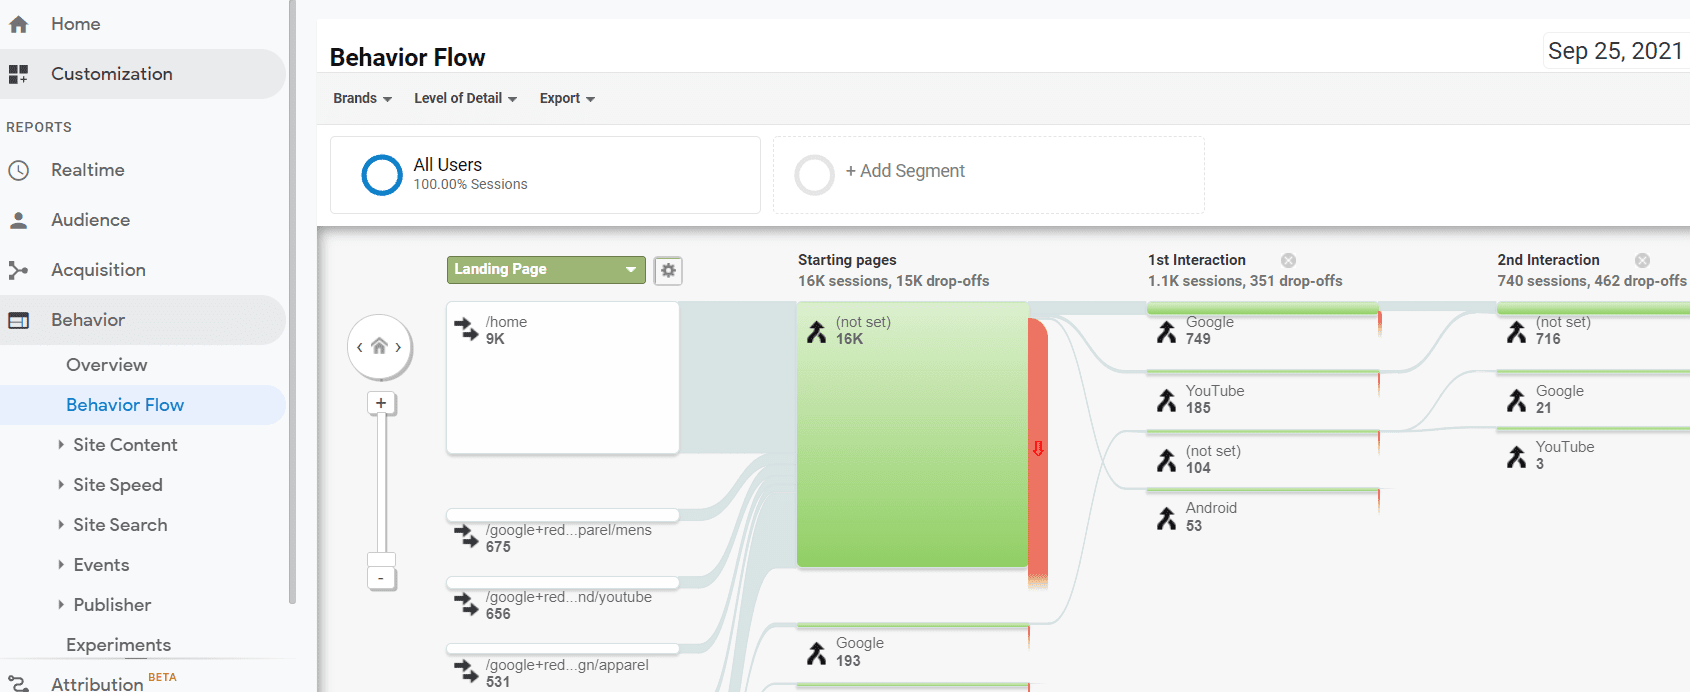 Home
Customization
REPORTS
Realtime
Audience
Acquisition
Behavior
Overview
Behavior Flow
Site Content
Site Speed
Site Search
Events
Publisher
Experiments
Attribution BETA
Behavior Flow
Sep 25, 2021
Brands
Level of Detail
Export
All Users
100.00% Sessions
+ Add Segment
Landing Page
+
-
/home
9K
/google+red...parel/mens
675
/google+red...nd/youtube
656
/google+red...gn/apparel
531
Starting pages
16K sessions, 15K drop-offs
(not set)
16K
Google
193
1st Interaction
1.1K sessions, 351 drop-offs
Google
749
YouTube
185
(not set)
104
Android
53
2nd Interaction
740 sessions, 462 drop-offs
(not set)
716
Google
21
YouTube
3